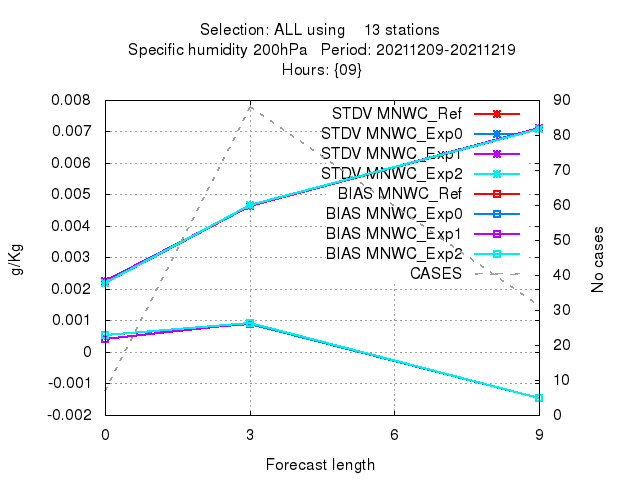 Selection: ALL using 13 stations
Specific humidity 200hPa Period: 20211209-20211219
Hours: {09}
0.008
0.007
0.006
0.005
0.004
0.003
0.002
0.001
0
-0.001
-0.002
g/Kg
STDV MNWC_Ref
STDV MNWC_Exp0
STDV MNWC_Exp1
STDV MNWC_Exp2
BIAS MNWC_Ref
BIAS MNWC_Exp0
BIAS MNWC_Exp1
BIAS MNWC_Exp2
CASES
90
80
70
60
50
40
30
20
10
0
No cases
0 3 6 9
Forecast length